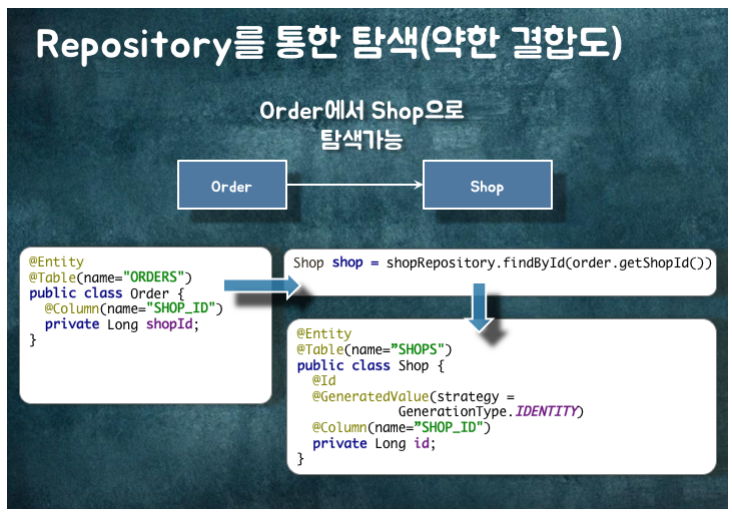 Repository를 통한 탐색(약한 결합도)
Order에서 Shop으로
탐색가능
Order
Shop
@Entity
@Table(name="ORDERS")
public class Order {
@Column(name="SHOP_ID")
private Long shopId;
}
Shop shop = shopRepository.findById(order.getShopId())
@Entity
@Table(name=”SHOPS")
public class Shop {
@Id
@GeneratedValue(strategy =
GenerationType.IDENTITY)
@Column(name=”SHOP_ID")
private Long id;
}